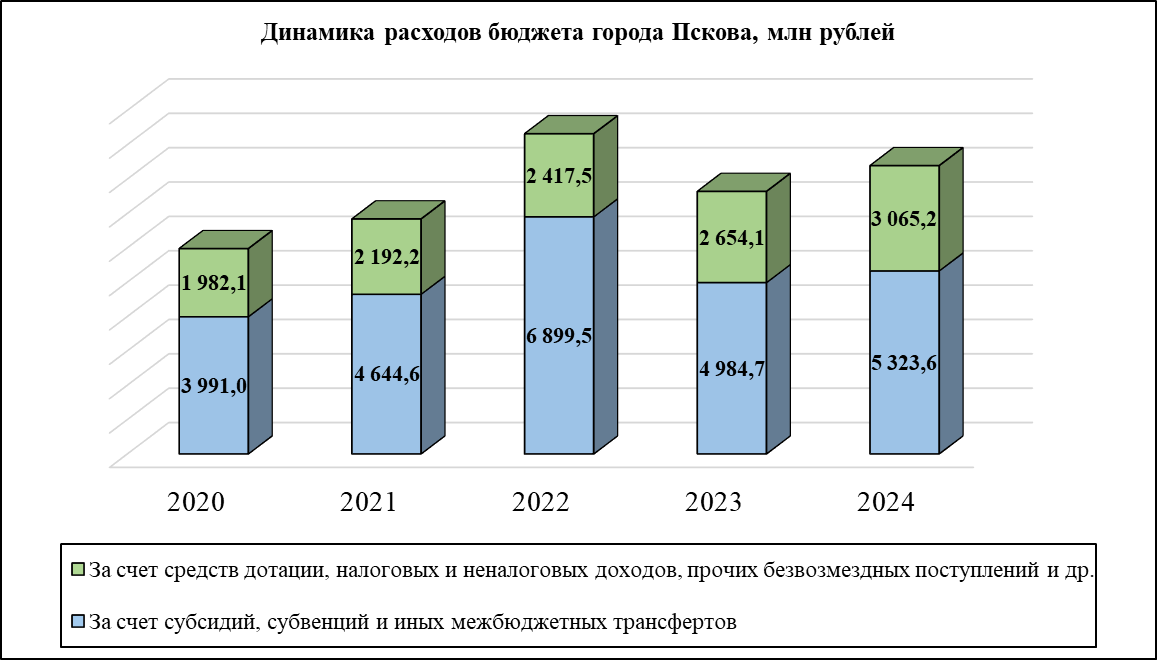 Динамика расходов бюджета города Пскова, млн рублей
2 417,5
3 065,2
2 654,1
2 192,2
1 982,1
6 899,5
5 323,6
4 984,7
4 644,6
3 991,0
2020 2021 2022 2023 2024
За счет средств дотации, налоговых и неналоговых доходов, прочих безвозмездных поступлений и др.
За счет субсидий, субвенций и иных межбюджетных трансфертов